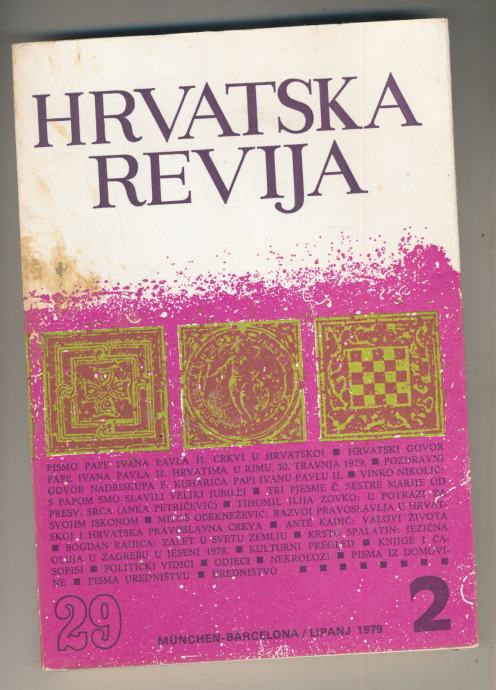 HRVATSKA
REVIJA
PISMO PAPE IVANA PAVLA II. CRKVI U HRVATSKOJ ■ HRVATSKI GOVOR
PAPE IVANA PAVLA II. HRVATIMA U RIMU, 30. TRAVNJA 1979. ■ POZDRAVNI
GOVOR NADBISKUPA F. KUHARIĆA PAPI IVANU PAVLU II. ■ VINKO NIKOLIĆ:
S PAPOM SMO SLAVILI VELIKI JUBILEJ ■ TRI PJESME Č. SESTRE MARIJE OD
PRESV. SRCA (ANKA PETRIČEVIĆ) ■ TIHOMIL ILIJA ZOVKO: U POTRAZI ZA
SVOJIM ISKONOM ■ MILOŠ OBRKNEŽEVIĆ: RAZVOJ PRAVOSLAVLJA U HRVAT-
SKOJ I HRVATSKA PRAVOSLAVNA CRKVA ■ ANTE KADIĆ: VALOVI ŽIVOTA
■ BOGDAN RADICA: ZALET U SVETU ZEMLJU ■ KRSTO SPALATIN: JEZIČNA
OLUJA U ZAGREBU U JESENI 1978. ■ KULTURNI PREGLED ■ KNJIGE I ČA-
SOPISI ■ POLITIČKI VIDICI ■ ODJECI ■ NEKROLOZI ■ PISMA IZ DOMOVI-
NE ■ PISMA UREDNIŠTVU ■ UREDNIŠTVO ■ ■ ■ ■ ■ ■ ■ ■ ■
29
2
MÜNCHEN-BARCELONA / LIPANJ 1979